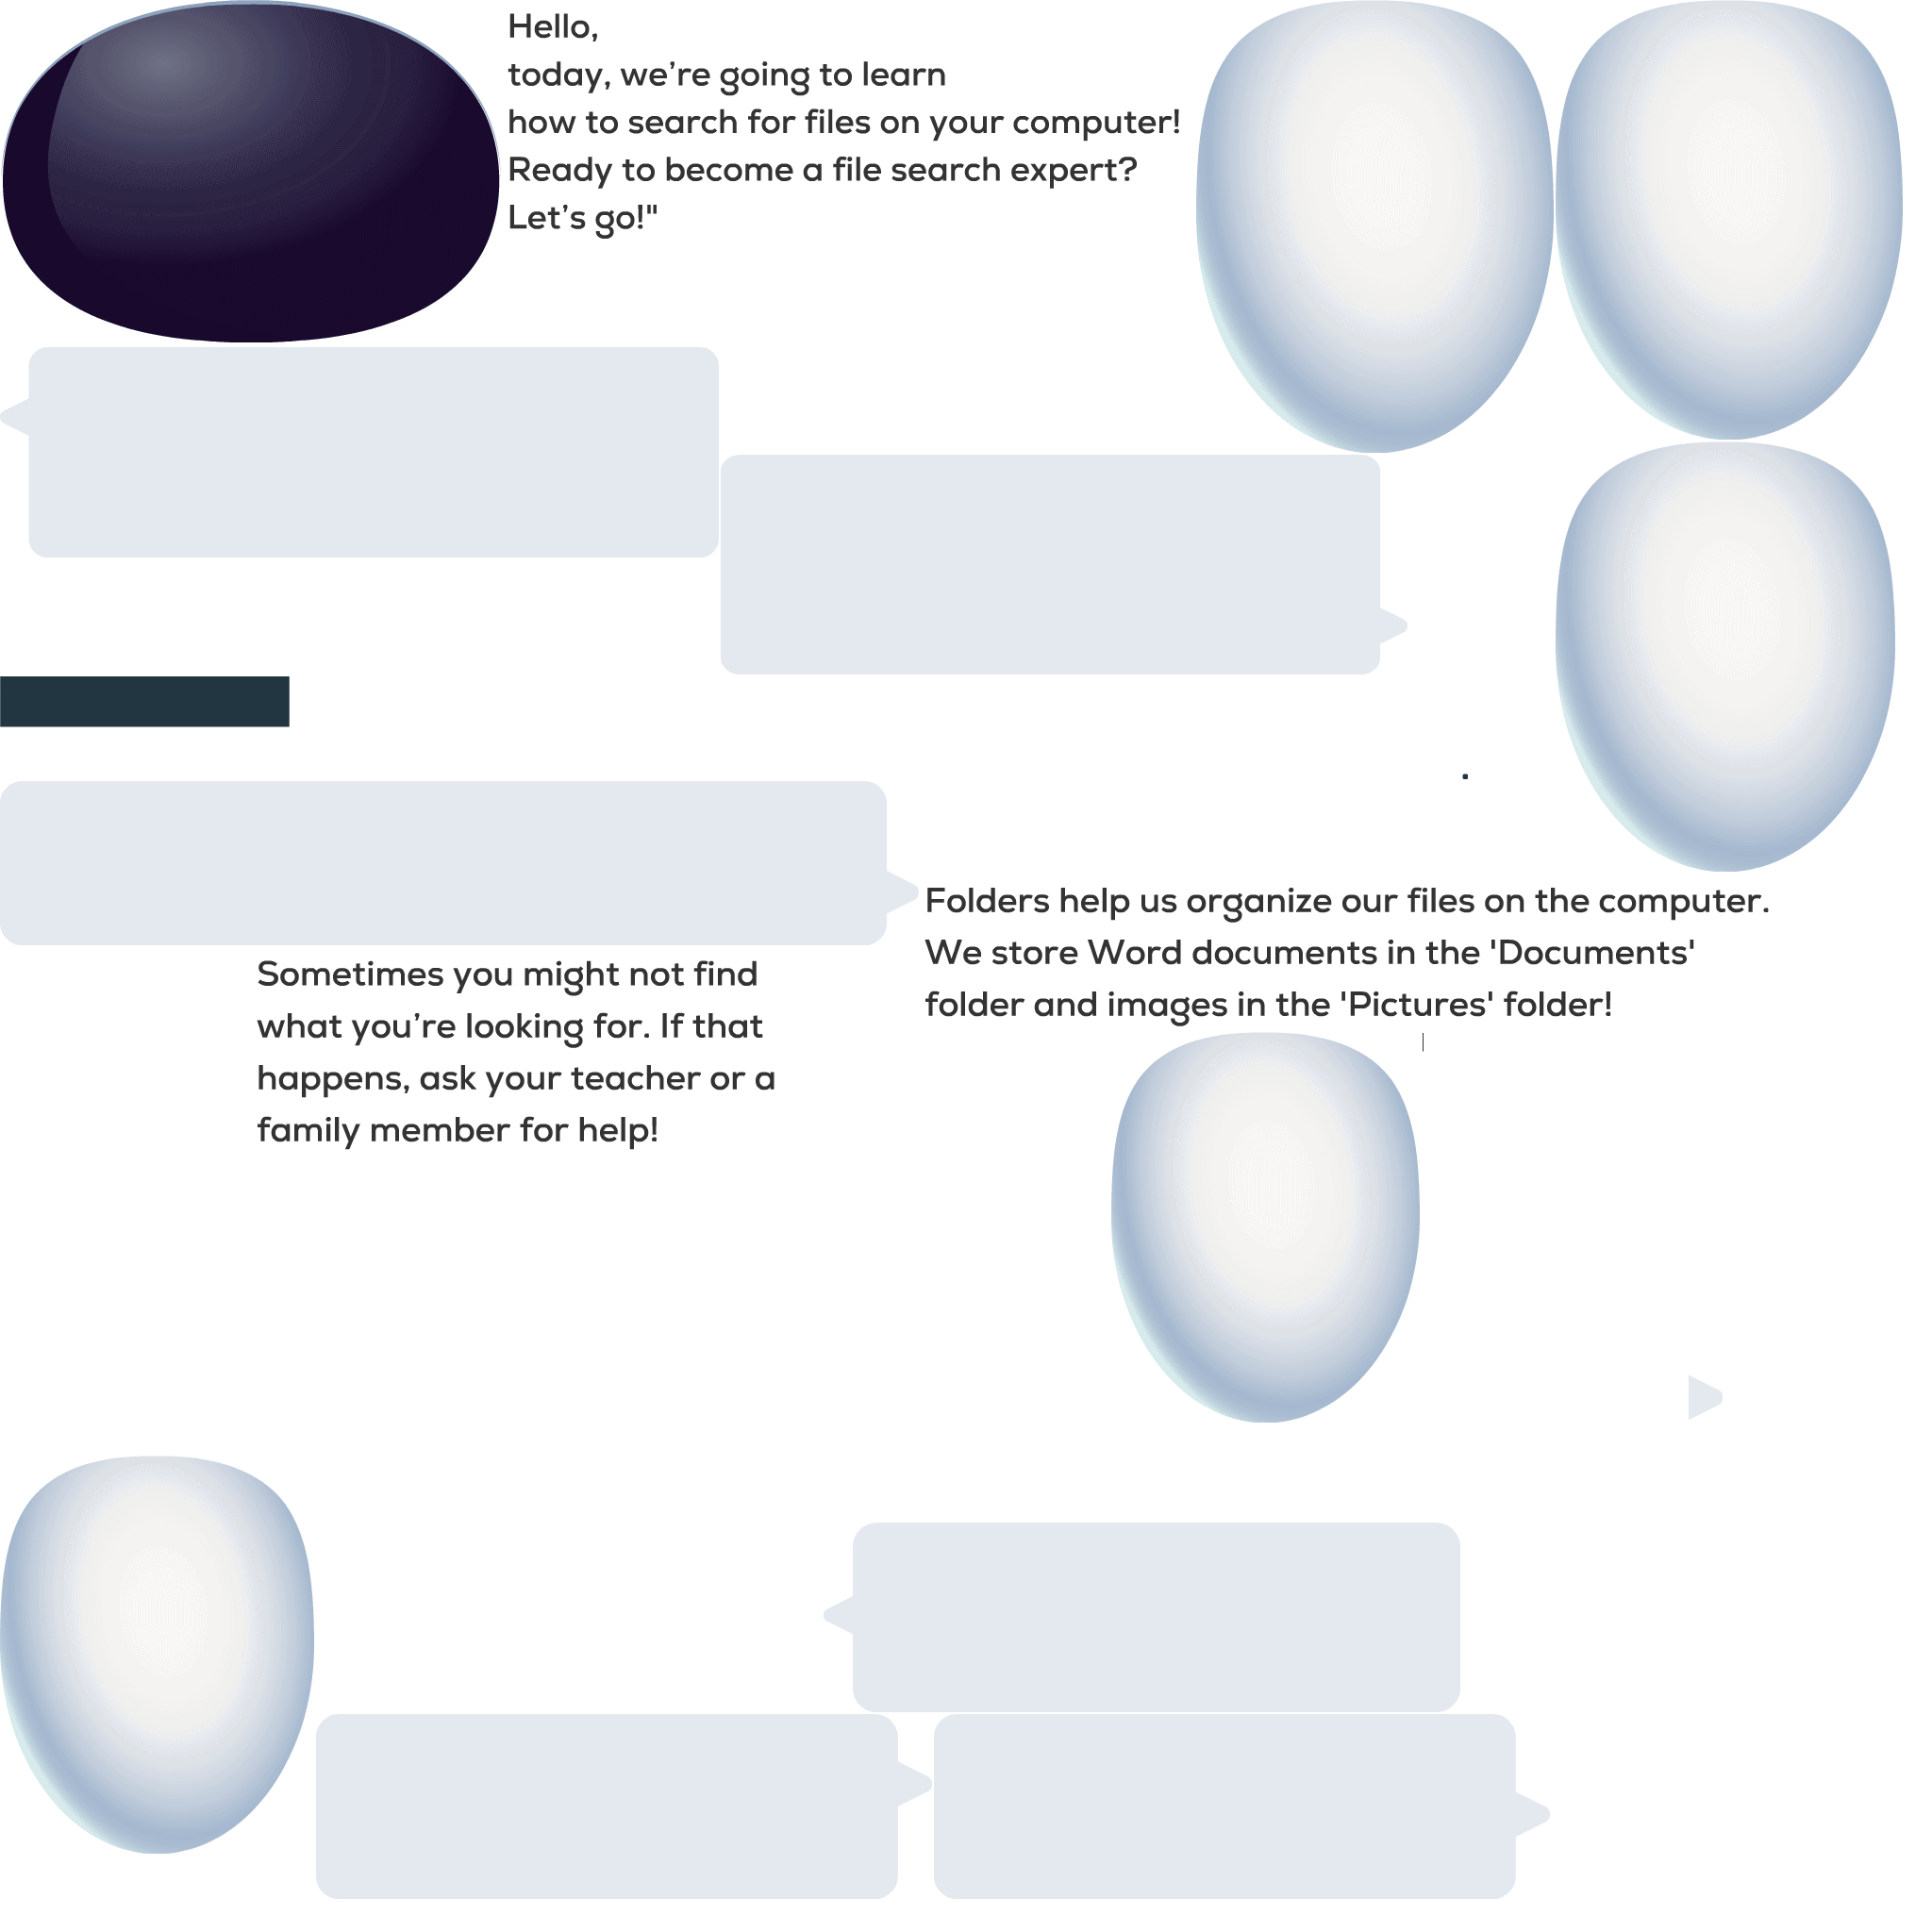 Hello,
today, we’re going to learn
how to search for files on your computer!
Ready to become a file search expert?
Let’s go!"
Folders help us organize our files on the computer.
We store Word documents in the 'Documents'
folder and images in the 'Pictures' folder!
Sometimes you might not find
what you’re looking for. If that
happens, ask your teacher or a
family member for help!